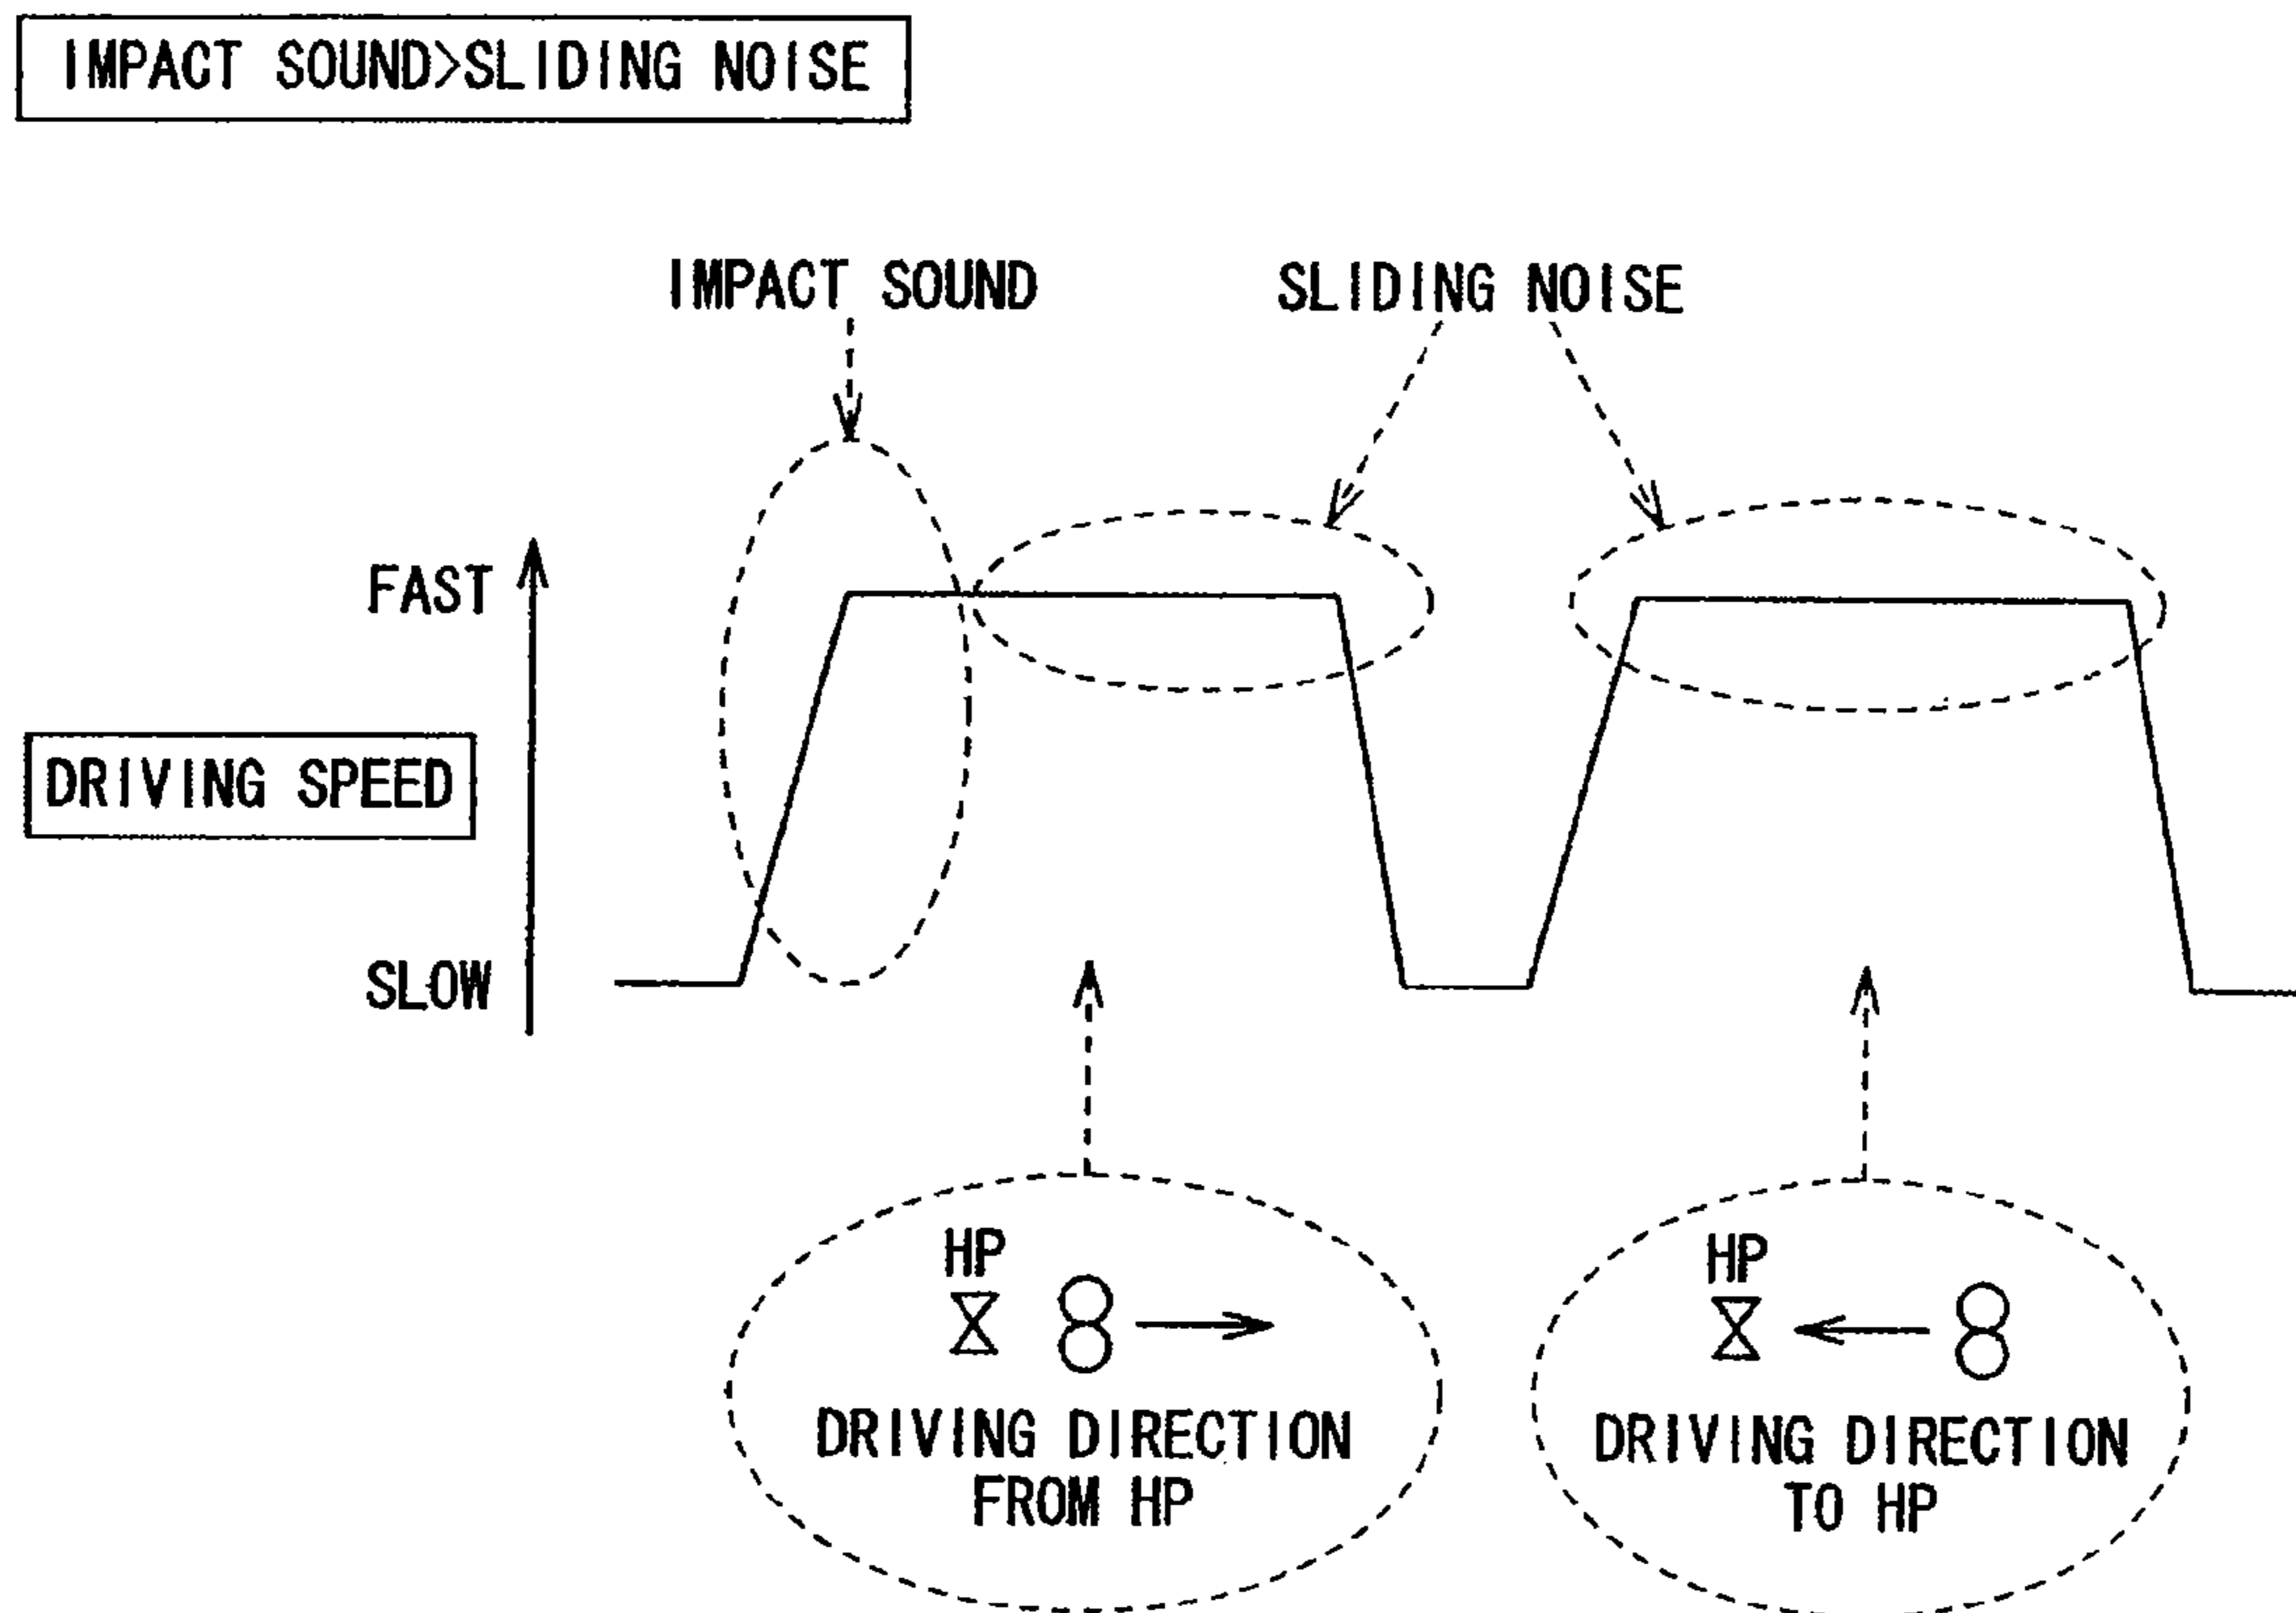 IMPACT SOUND>SLIDING NOISE
IMPACT SOUND
SLIDING NOISE
FAST
DRIVING SPEED
SLOW
HP
DRIVING DIRECTION
FROM HP
HP
DRIVING DIRECTION
TO HP